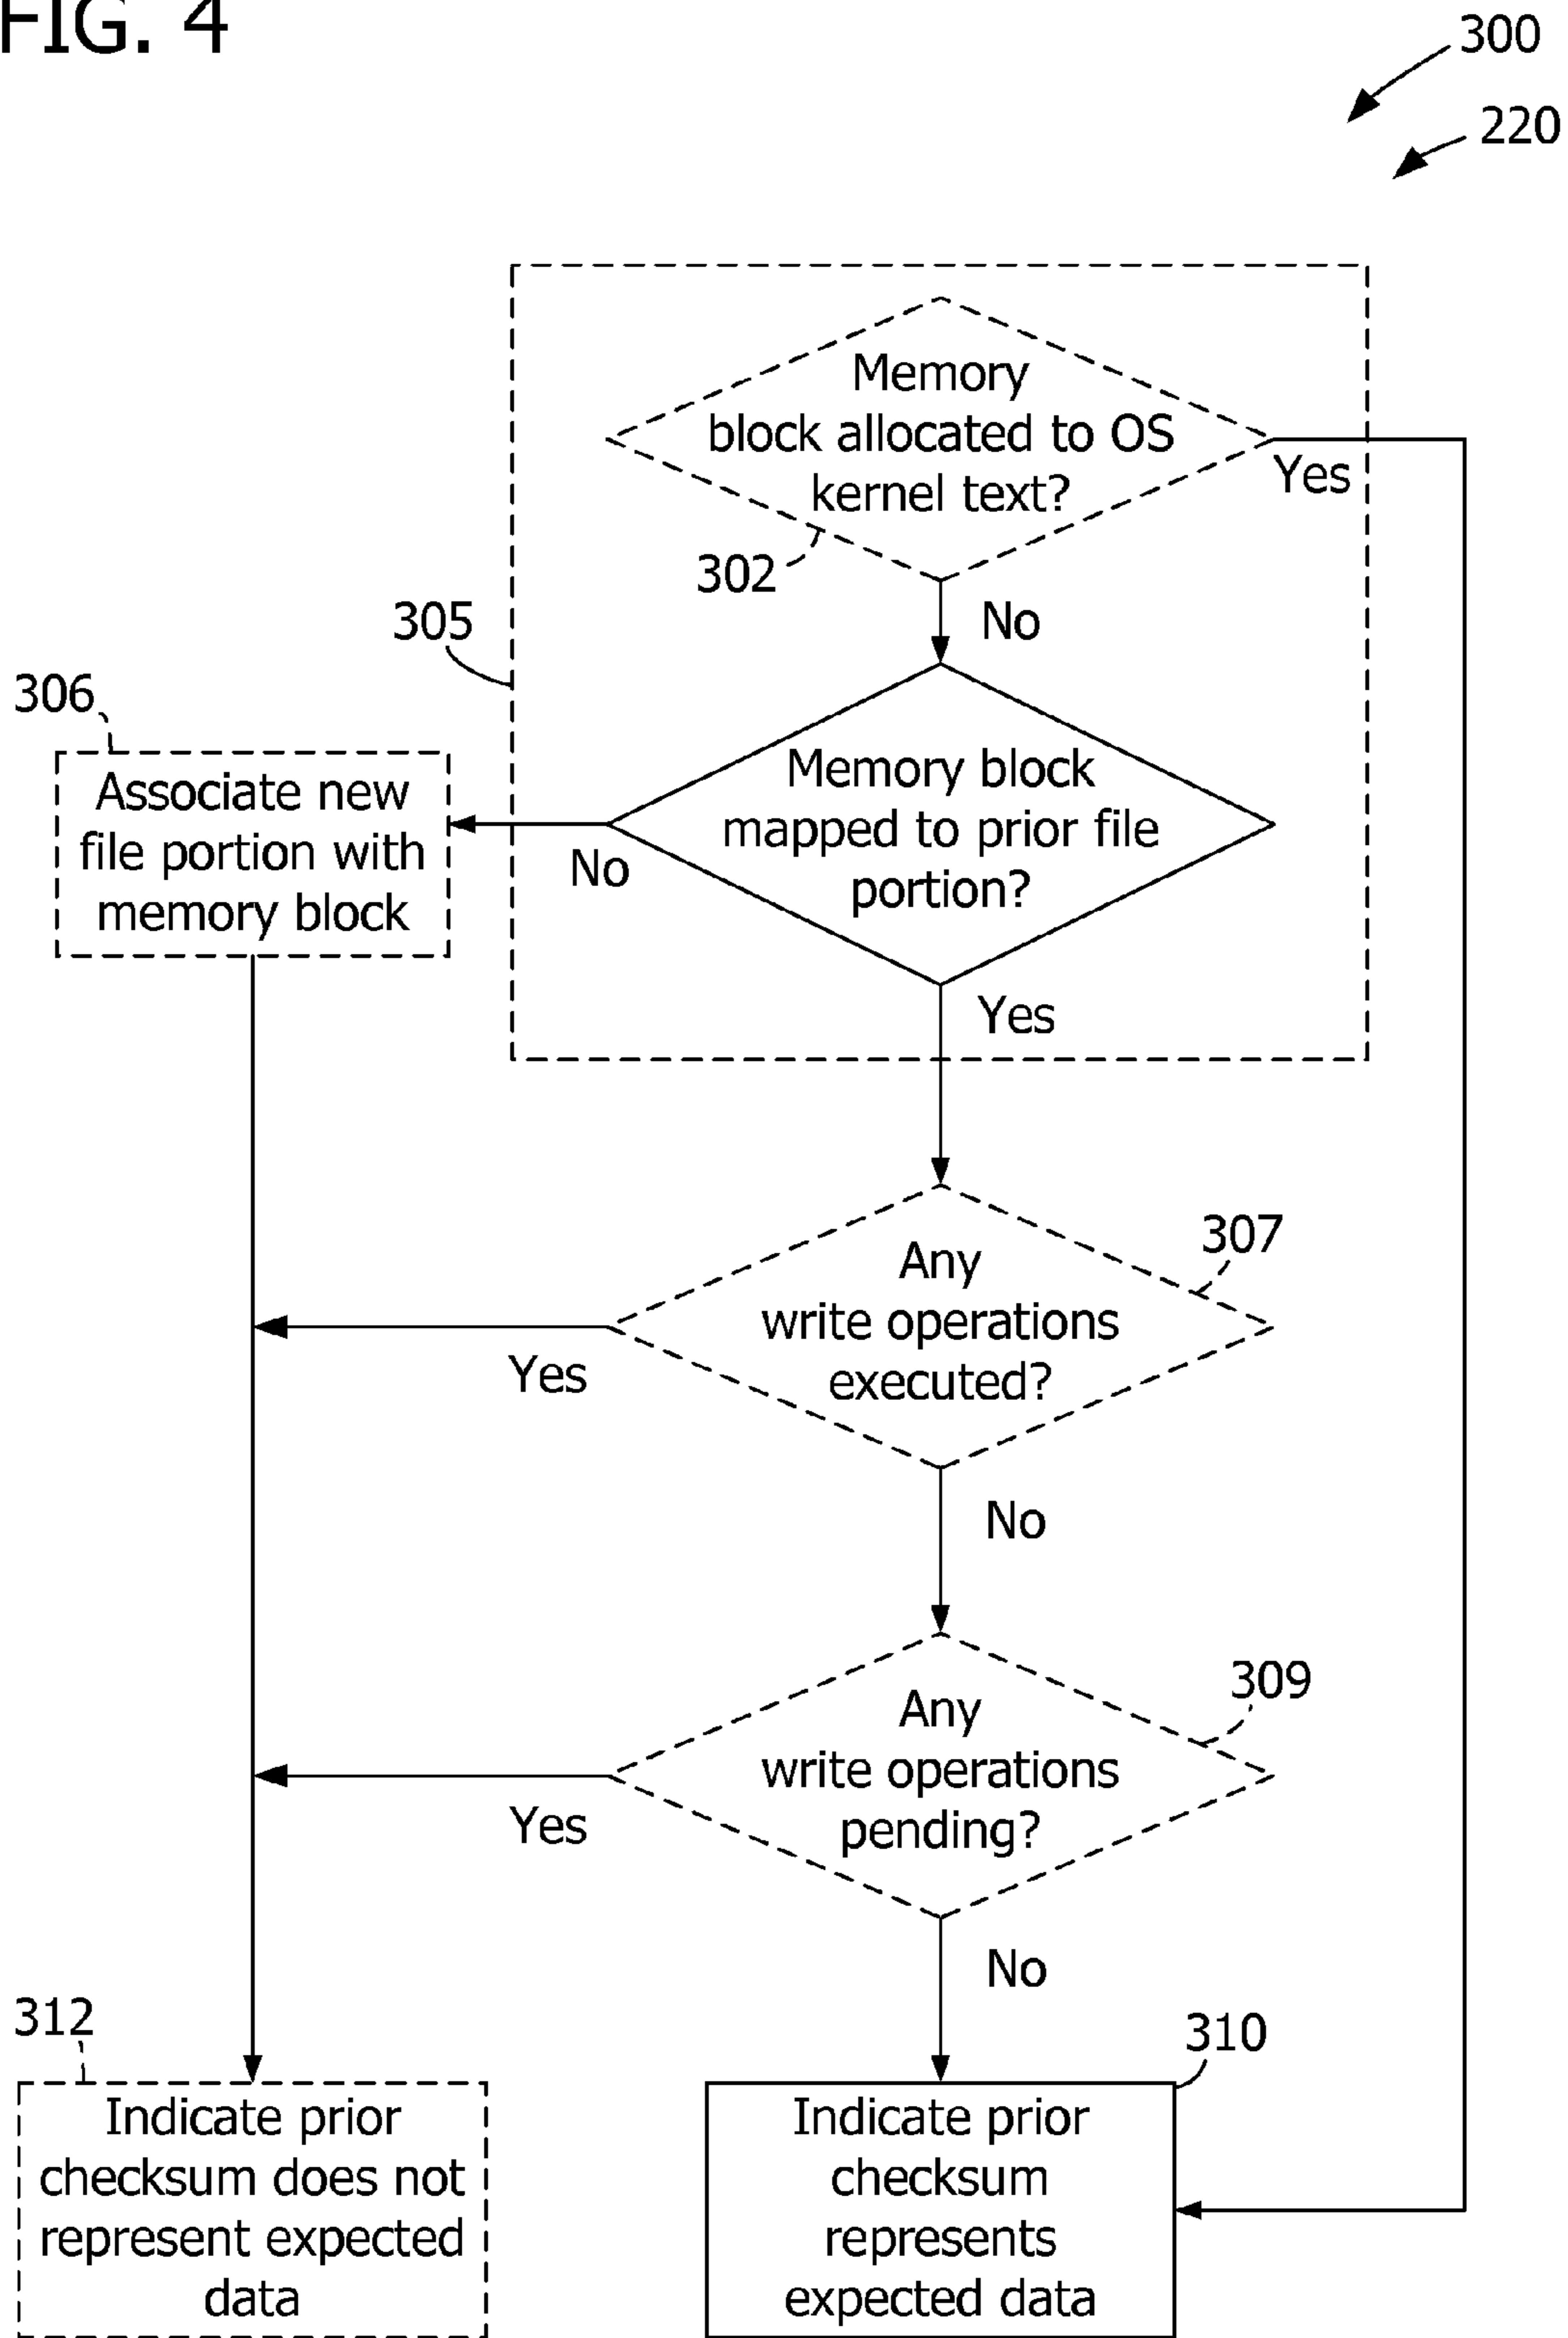 FIG. 4
300
220
Memory
block allocated to OS
kernel text?
Yes
302
No
305
306
Associate new
file portion with
memory block
No
Memory block
mapped to prior file
portion?
Yes
307
Any
write operations
executed?
Yes
No
309
Any
write operations
pending?
Yes
No
312
310
Indicate prior
checksum does not
represent expected
data
Indicate prior
checksum
represents
expected data